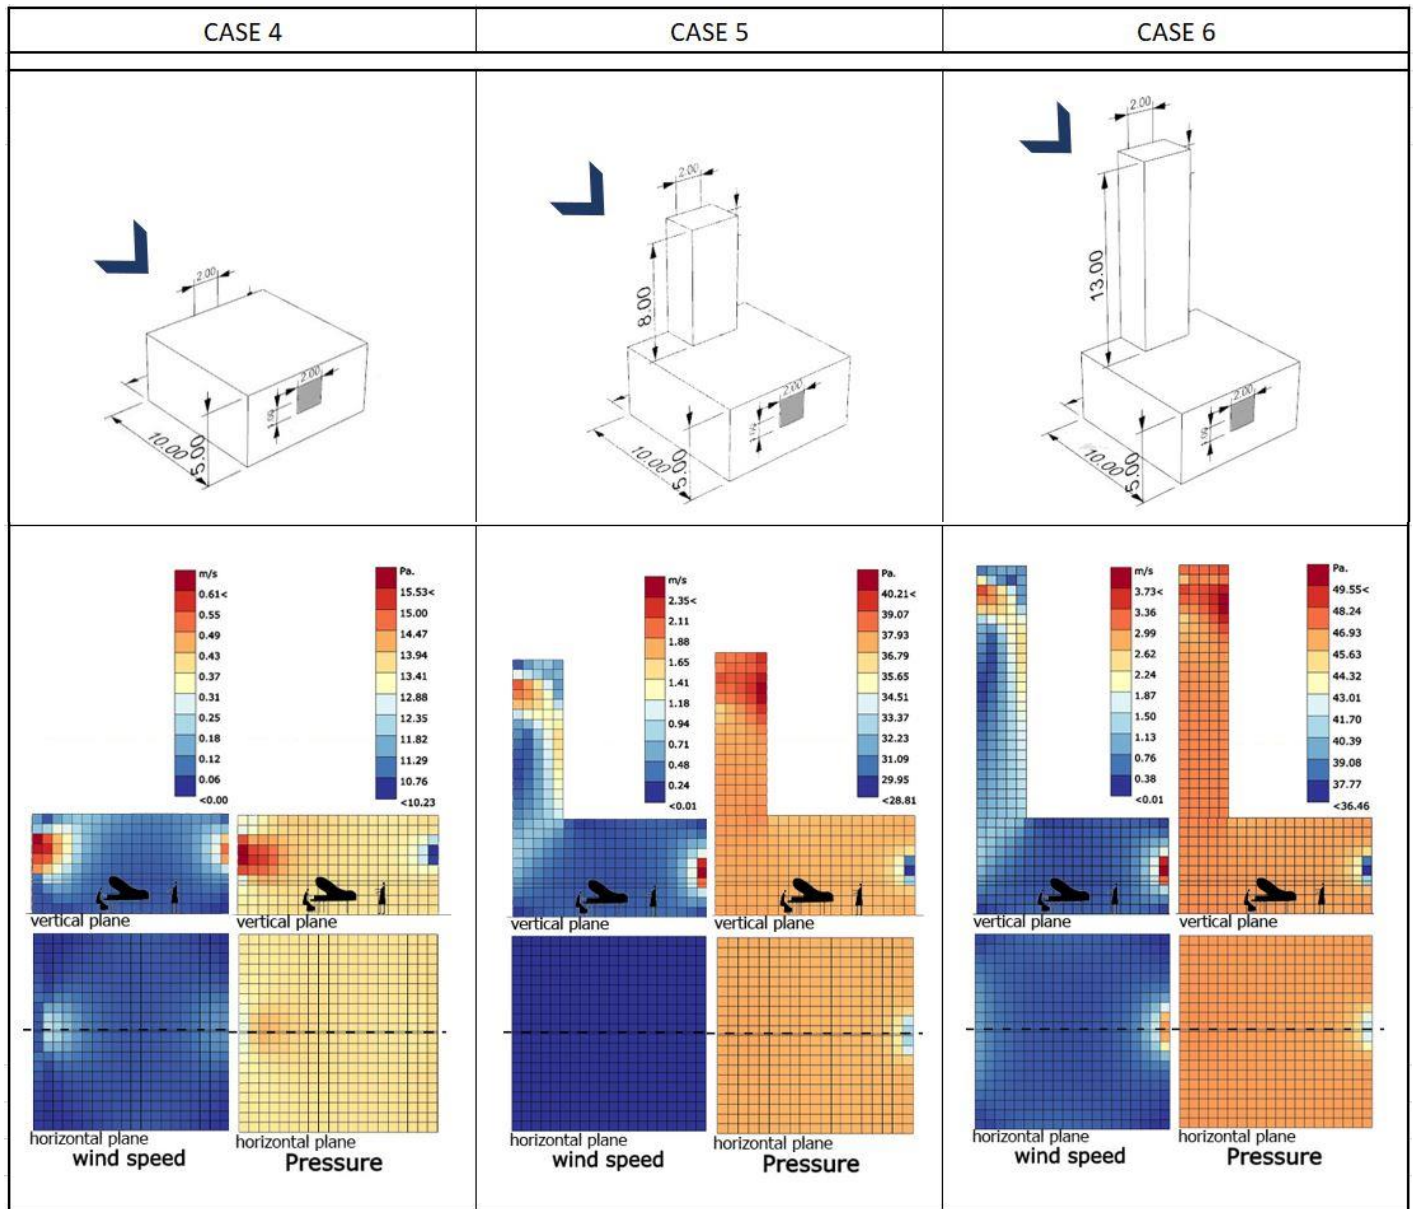 CASE 4
CASE 5
CASE 6
2.00
2.00
10.00
5.00
2.00
8.00
2.00
10.00
5.00
2.00
13.00
2.00
10.00
5.00
m/s
0.61<
0.55
0.49
0.43
0.37
0.31
0.25
0.18
0.12
0.06
<0.00
Pa.
15.53<
15.00
14.47
13.94
13.41
12.88
12.35
11.82
11.29
10.76
<10.23
vertical plane
vertical plane
horizontal plane
horizontal plane
wind speed
Pressure
m/s
2.35<
2.11
1.88
1.65
1.41
1.18
0.94
0.71
0.48
0.24
<0.01
Pa.
40.21<
39.07
37.93
36.79
35.65
34.51
33.37
32.23
31.09
29.95
<28.81
vertical plane
vertical plane
horizontal plane
horizontal plane
wind speed
Pressure
m/s
3.73<
3.36
2.99
2.62
2.24
1.87
1.50
1.13
0.76
0.38
<0.01
Pa.
49.55<
48.24
46.93
45.63
44.32
43.01
41.70
40.39
39.08
37.77
<36.46
vertical plane
vertical plane
horizontal plane
horizontal plane
wind speed
Pressure